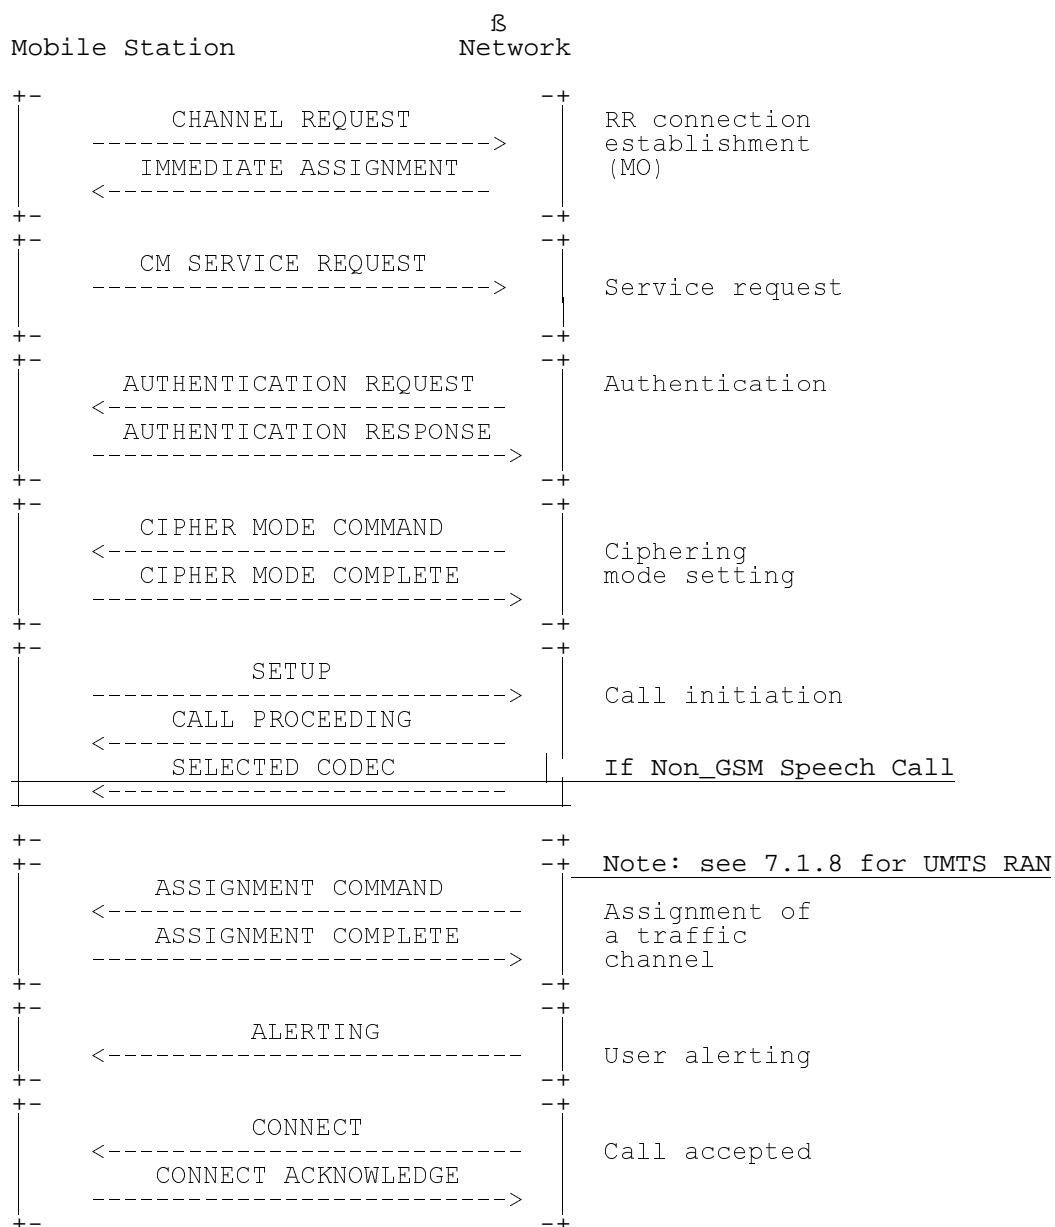 ß
Mobile Station Network
+- -+
CHANNEL REQUEST RR connection
--------------------------> establishment
IMMEDIATE ASSIGNMENT (MO)
<-------------------------
+- -+
+- -+
CM SERVICE REQUEST
--------------------------> Service request
+- -+
+- -+
AUTHENTICATION REQUEST Authentication
<--------------------------
AUTHENTICATION RESPONSE
--------------------------->
+- -+
+- -+
CIPHER MODE COMMAND
<-------------------------- Ciphering
CIPHER MODE COMPLETE mode setting
--------------------------->
+- -+
+- -+
SETUP
---------------------------> Call initiation
CALL PROCEEDING
<--------------------------
SELECTED CODEC If Non_GSM Speech Call
<--------------------------
+- -+
+- -+ Note: see 7.1.8 for UMTS RAN
ASSIGNMENT COMMAND
<--------------------------- Assignment of
ASSIGNMENT COMPLETE a traffic
---------------------------> channel
+- -+
+- -+
ALERTING
<--------------------------- User alerting
+- -+
+- -+
CONNECT
<--------------------------- Call accepted
CONNECT ACKNOWLEDGE
--------------------------->
+- -+